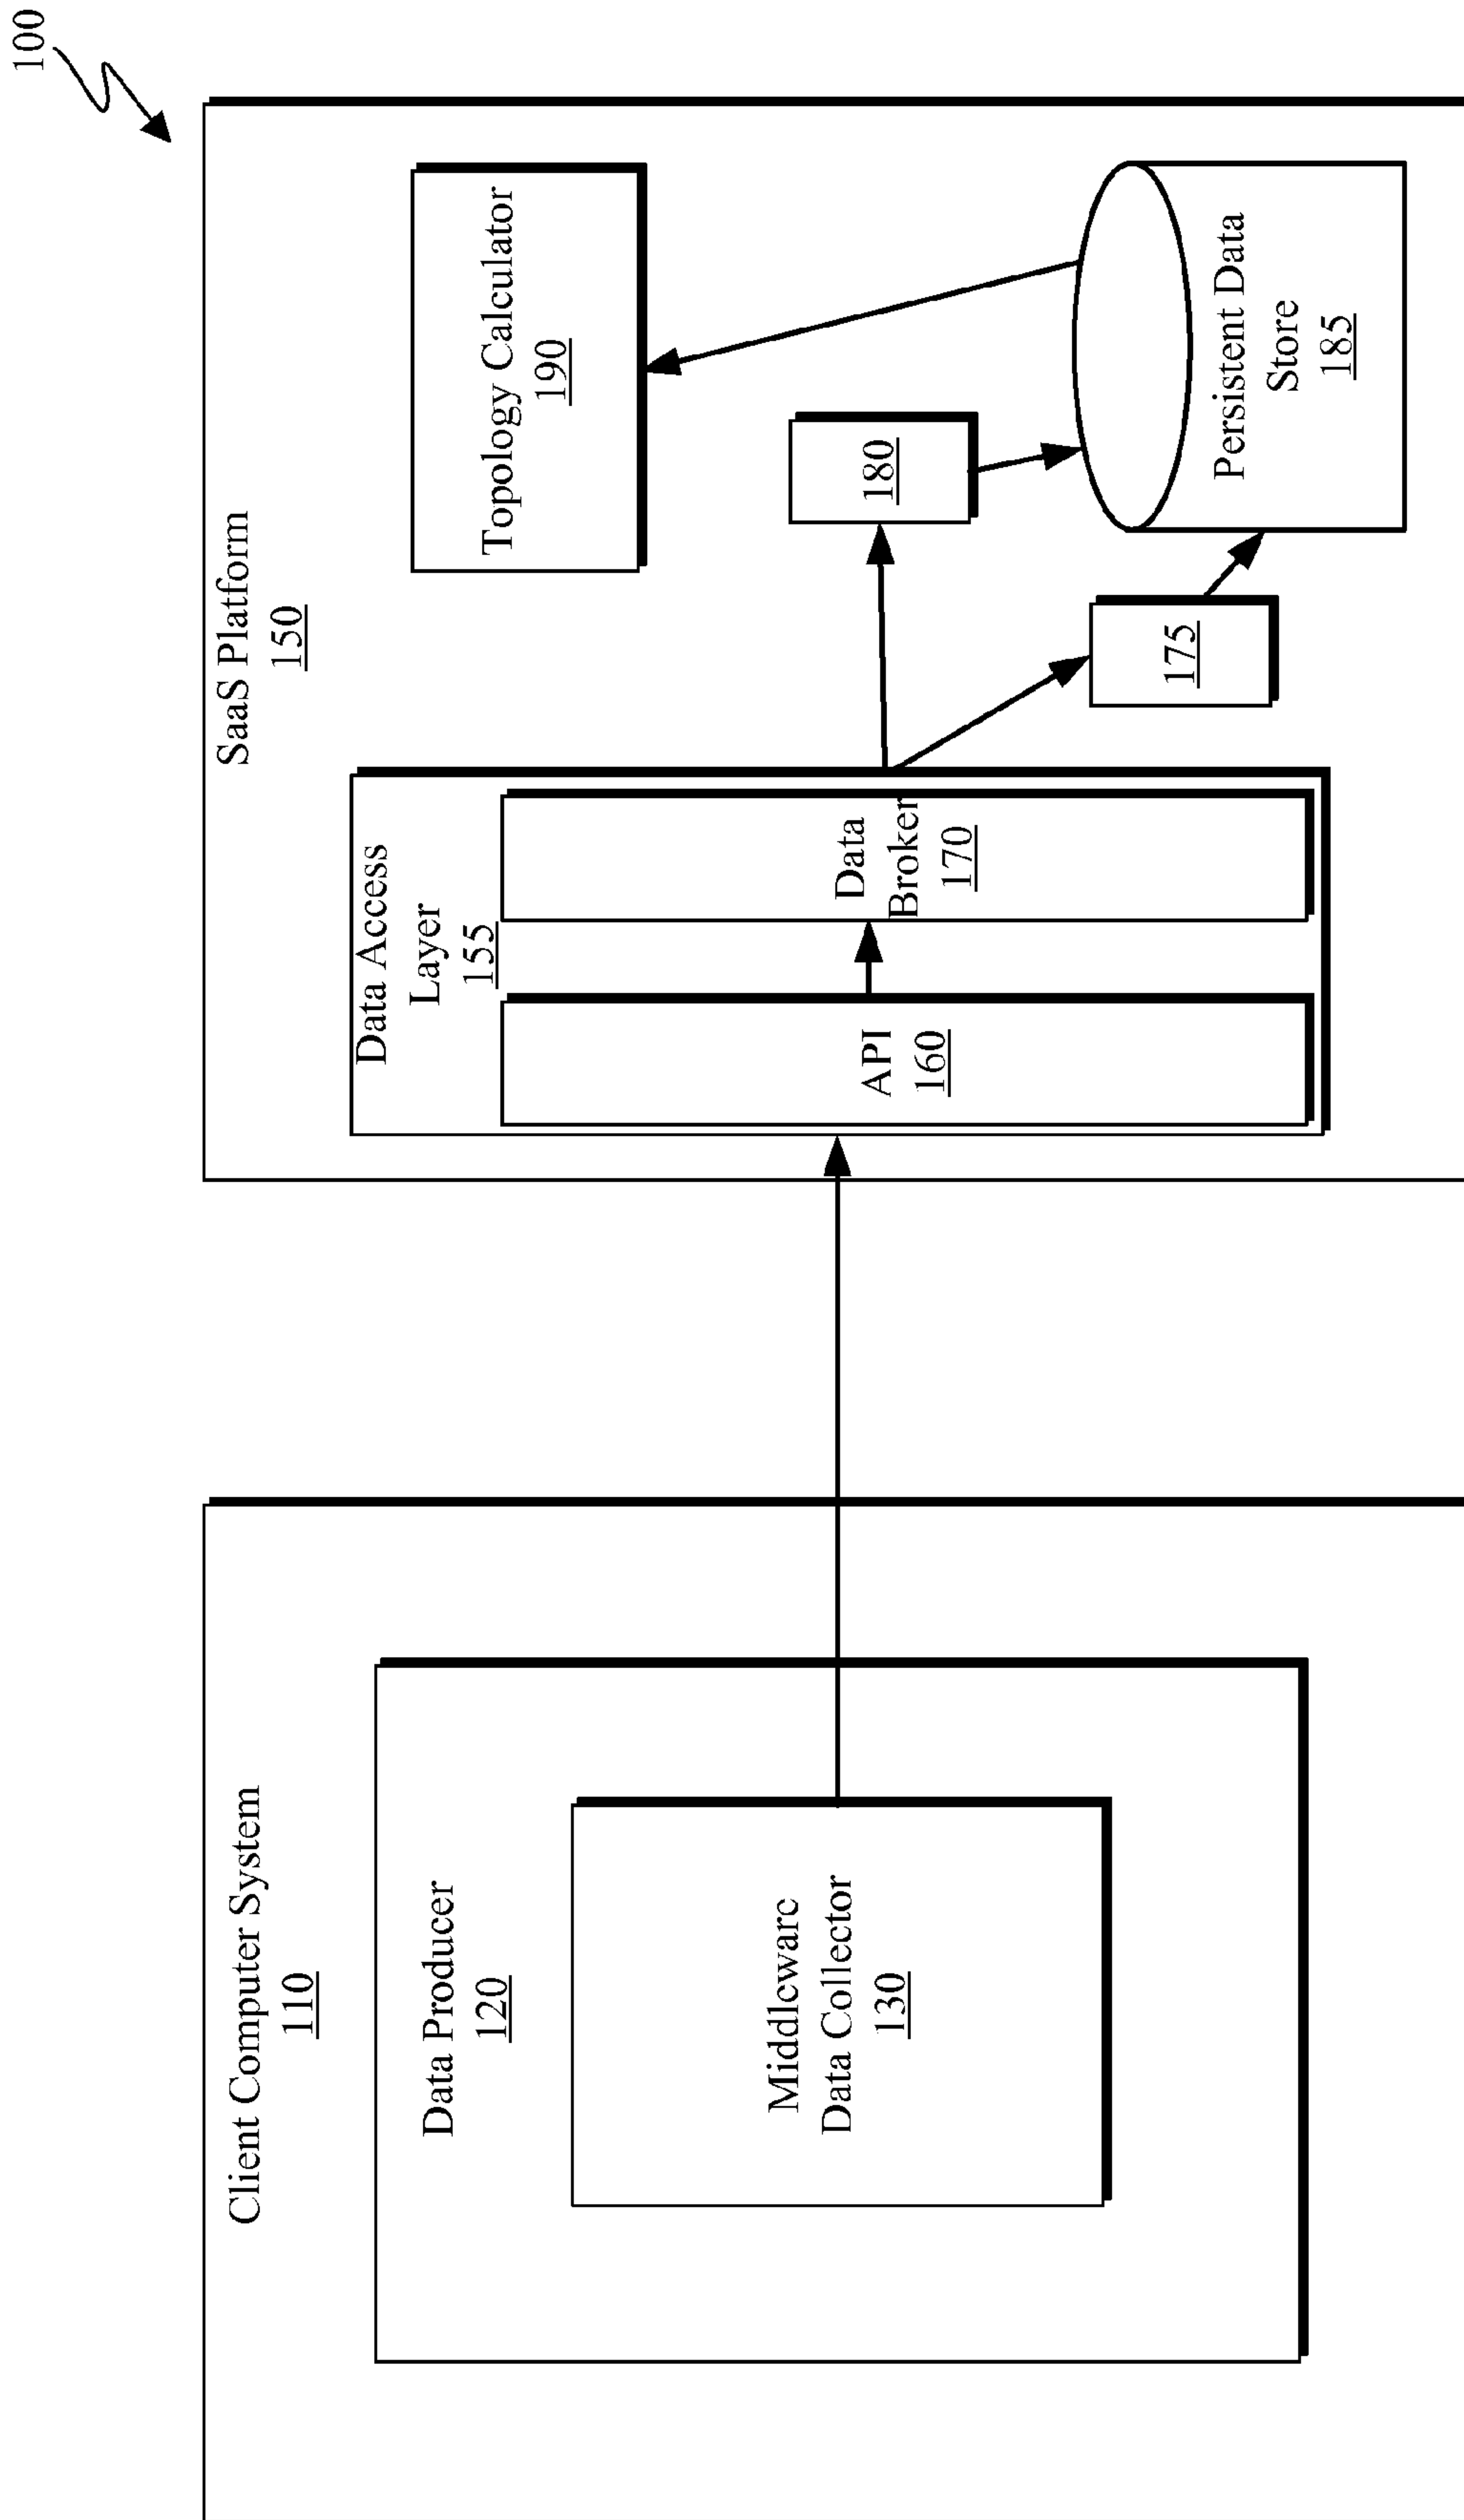 100
Client Computer System
110
Data Producer
120
Middleware
Data Collector
130
SaaS Platform
150
Data Access
Layer
155
API
160
Data
Broker
170
175
180
Topology Calculator
190
Persistent Data
Store
185